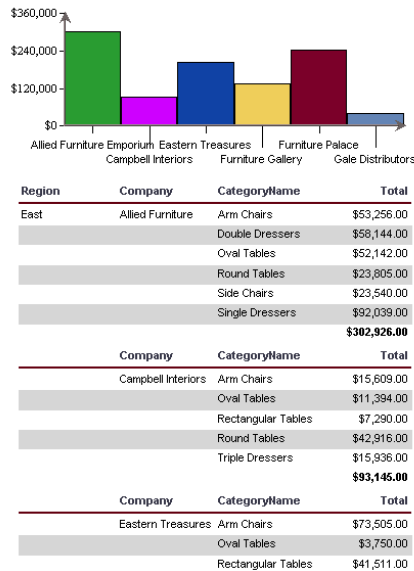 $360,000
$240,000
$120,000
$0
Allied Furniture Emporium Eastern Treasures Furniture Palace
Campbell Interiors Furniture Gallery Gale Distributors
Region Company CategoryName Total
East Allied Furniture Arm Chairs $53,256.00
Double Dressers $58,144.00
Oval Tables $52,142.00
Round Tables $23,805.00
Side Chairs $23,540.00
Single Dressers $92,039.00
$302,926.00
Company CategoryName Total
Campbell Interiors Arm Chairs $15,609.00
Oval Tables $11,394.00
Rectangular Tables $7,290.00
Round Tables $42,916.00
Triple Dressers $15,936.00
$93,145.00
Company CategoryName Total
Eastern Treasures Arm Chairs $73,505.00
Oval Tables $3,750.00
Rectangular Tables $41,511.00